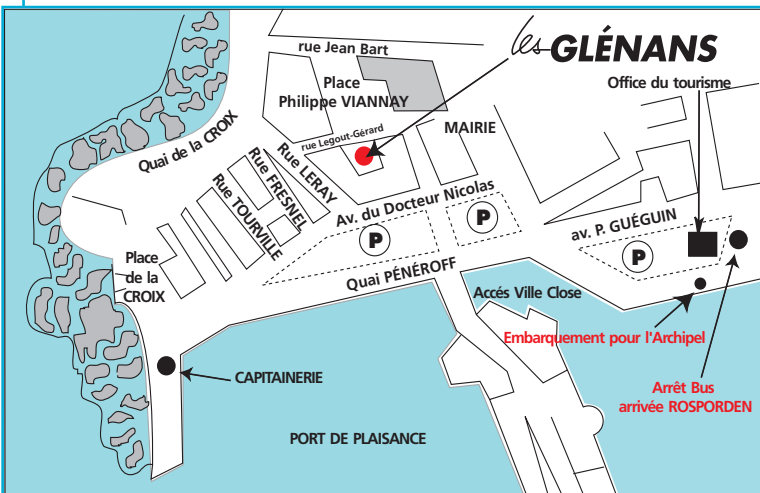 les GLÉNANS
rue Jean Bart
Place
Philippe VIANNAY
Office du tourisme
rue Legout-Gérard
MAIRIE
Quai de la CROIX
Rue LERAY
Rue FRESNEL
Rue TOURVILLE
Av. du Docteur Nicolas
P
P
av. P. GUÉGUIN
P
Place
de la
CROIX
Quai PÉNÉROFF
Accés Ville Close
Embarquement pour l'Archipel
CAPITAINERIE
Arrêt Bus
arrivée ROSPORDEN
PORT DE PLAISANCE